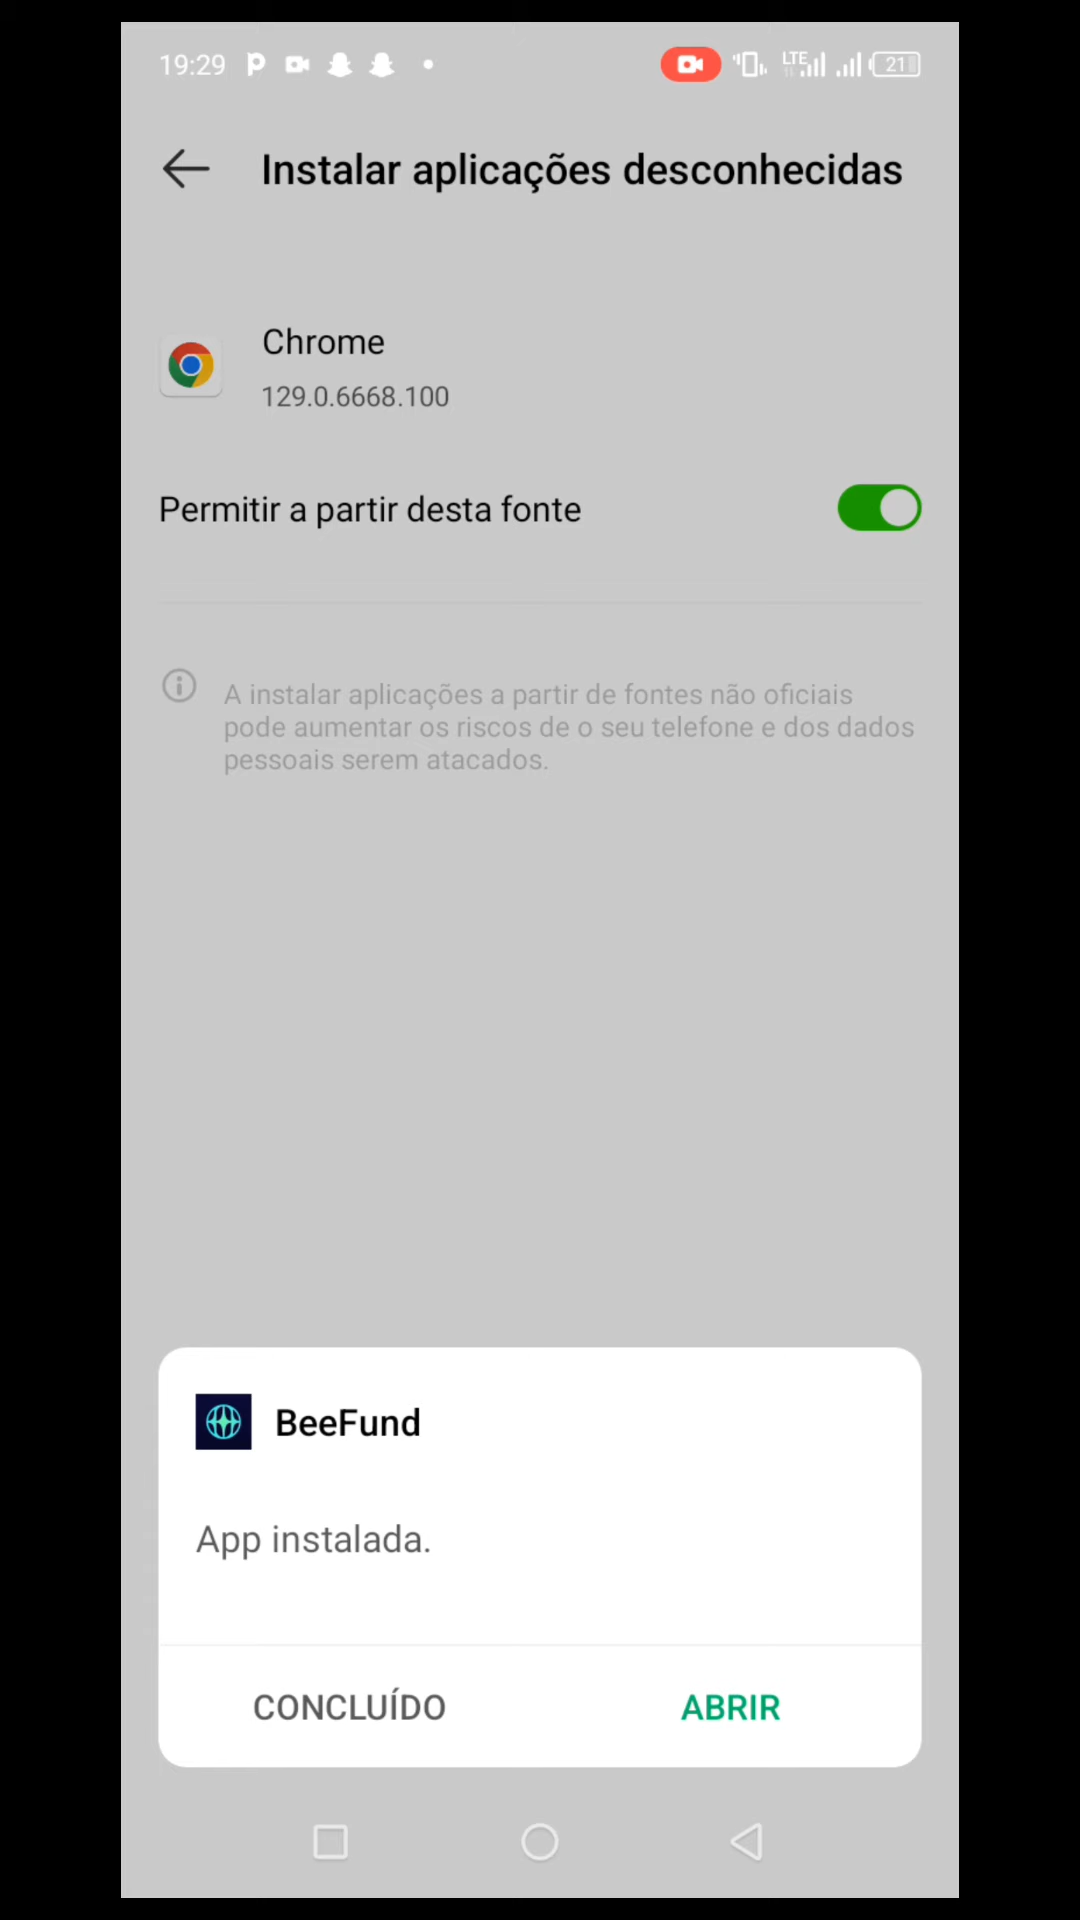 19:29
LTE
21
Instalar aplicações desconhecidas
Chrome
129.0.6668.100
Permitir a partir desta fonte
A instalar aplicações a partir de fontes não oficiais
pode aumentar os riscos de o seu telefone e dos dados
pessoais serem atacados.
BeeFund
App instalada.
CONCLUÍDO
ABRIR